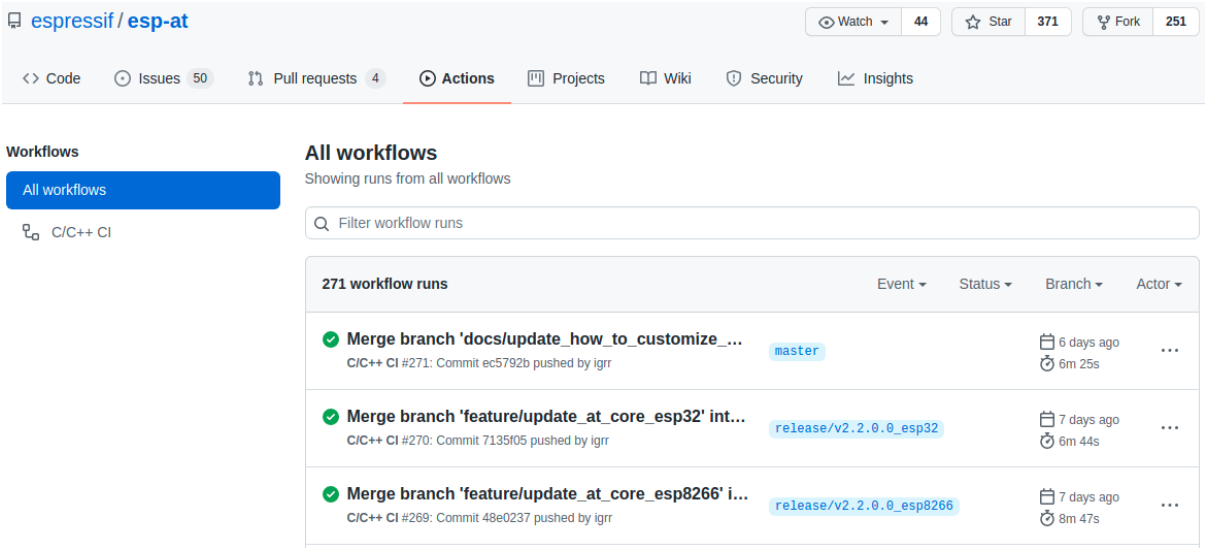 espressif / esp-at
Watch 44 Star 371 Fork 251
Code Issues 50 Pull requests 4 Actions Projects Wiki Security Insights
Workflows
All workflows
C/C++ CI
All workflows
Showing runs from all workflows
Filter workflow runs
271 workflow runs Event Status Branch Actor
Merge branch 'docs/update_how_to_customize_...
C/C++ CI #271: Commit ec5792b pushed by igrr
master
6 days ago
6m 25s
Merge branch 'feature/update_at_core_esp32' int...
C/C++ CI #270: Commit 7135f05 pushed by igrr
release/v2.2.0.0_esp32
7 days ago
6m 44s
Merge branch 'feature/update_at_core_esp8266' i...
C/C++ CI #269: Commit 48e0237 pushed by igrr
release/v2.2.0.0_esp8266
7 days ago
8m 47s